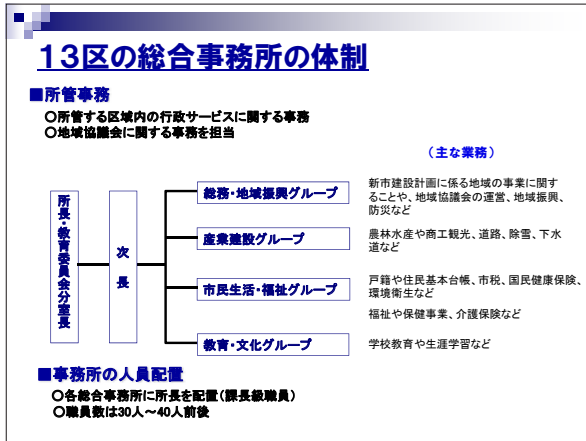 13区の総合事務所の体制
■所管事務
○所管する区域内の行政サービスに関する事務
○地域協議会に関する事務を担当
（主な業務）
所長・教育委員会分室長
次長
総務・地域振興グループ
新市建設計画に係る地域の事業に関す
ることや、地域協議会の運営、地域振興、
防災など
産業建設グループ
農林水産や商工観光、道路、除雪、下水
道など
市民生活・福祉グループ
戸籍や住民基本台帳、市税、国民健康保険、
環境衛生など
福祉や保健事業、介護保険など
教育・文化グループ
学校教育や生涯学習など
■事務所の人員配置
○各総合事務所に所長を配置（課長級職員）
○職員数は30人～40人前後